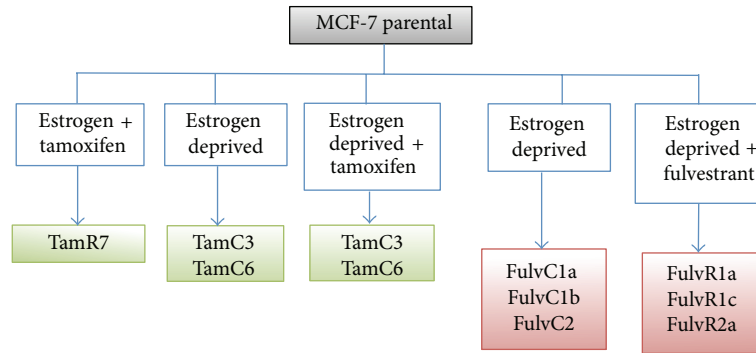 MCF-7 parental
Estrogen +
tamoxifen
Estrogen
deprived
Estrogen
deprived +
tamoxifen
Estrogen
deprived
Estrogen
deprived +
fulvestrant
TamR7
TamC3
TamC6
TamC3
TamC6
FulvC1a
FulvC1b
FulvC2
FulvR1a
FulvR1c
FulvR2a